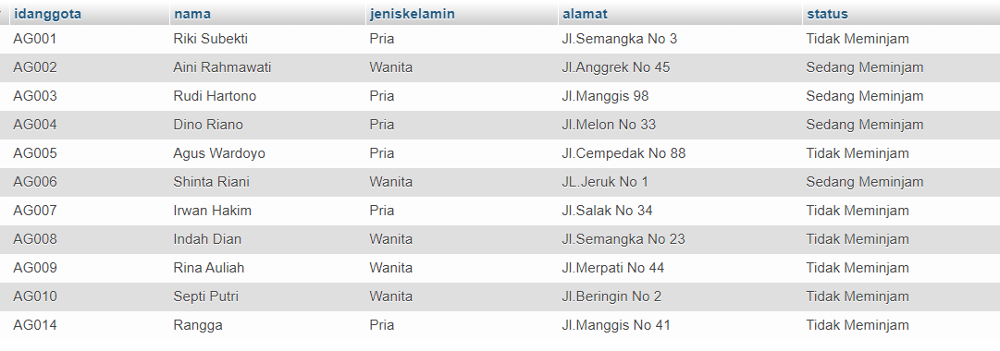 idanggota nama jeniskelamin alamat status
AG001 Riki Subekti Pria Jl.Semangka No 3 Tidak Meminjam
AG002 Aini Rahmawati Wanita Jl.Anggrek No 45 Sedang Meminjam
AG003 Rudi Hartono Pria Jl.Manggis 98 Sedang Meminjam
AG004 Dino Riano Pria Jl.Melon No 33 Sedang Meminjam
AG005 Agus Wardoyo Pria Jl.Cempedak No 88 Tidak Meminjam
AG006 Shinta Riani Wanita JL.Jeruk No 1 Sedang Meminjam
AG007 Irwan Hakim Pria Jl.Salak No 34 Tidak Meminjam
AG008 Indah Dian Wanita Jl.Semangka No 23 Tidak Meminjam
AG009 Rina Auliah Wanita Jl.Merpati No 44 Tidak Meminjam
AG010 Septi Putri Wanita Jl.Beringin No 2 Tidak Meminjam
AG014 Rangga Pria Jl.Manggis No 41 Tidak Meminjam